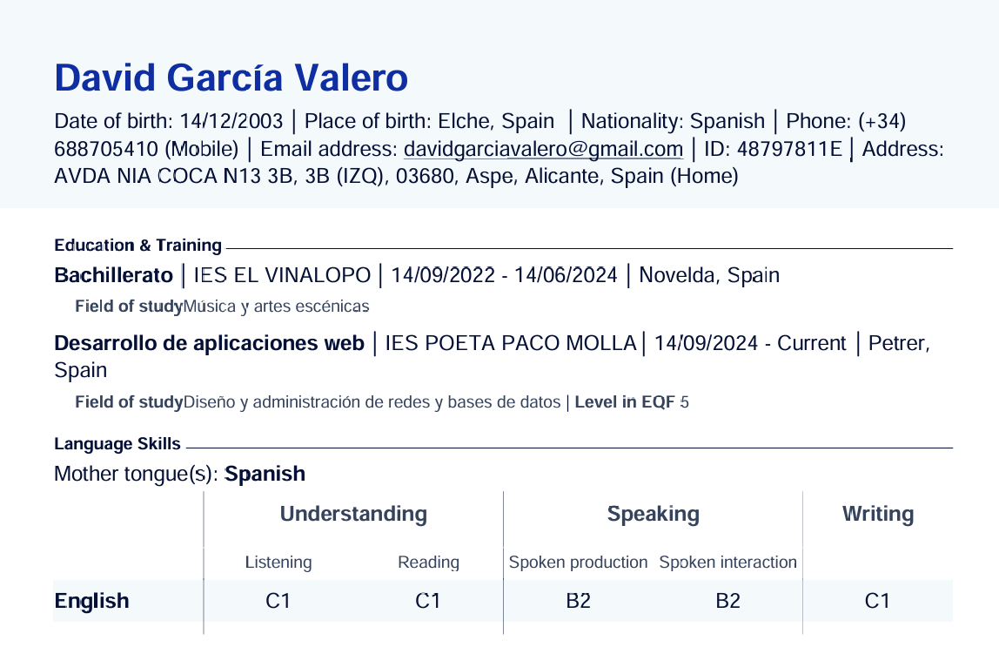 David García Valero
Date of birth: 14/12/2003 | Place of birth: Elche, Spain | Nationality: Spanish | Phone: (+34)
688705410 (Mobile) | Email address: davidgarciavalero@gmail.com | ID: 48797811E | Address:
AVDA NIA COCA N13 3B, 3B (IZQ), 03680, Aspe, Alicante, Spain (Home)
Education & Training
Bachillerato | IES EL VINALOPO | 14/09/2022 - 14/06/2024 | Novelda, Spain
Field of studyMúsica y artes escénicas
Desarrollo de aplicaciones web | IES POETA PACO MOLLA | 14/09/2024 - Current | Petrer,
Spain
Field of studyDiseño y administración de redes y bases de datos | Level in EQF 5
Language Skills
Mother tongue(s): Spanish
Understanding Speaking Writing
Listening Reading Spoken production Spoken interaction
English C1 C1 B2 B2 C1